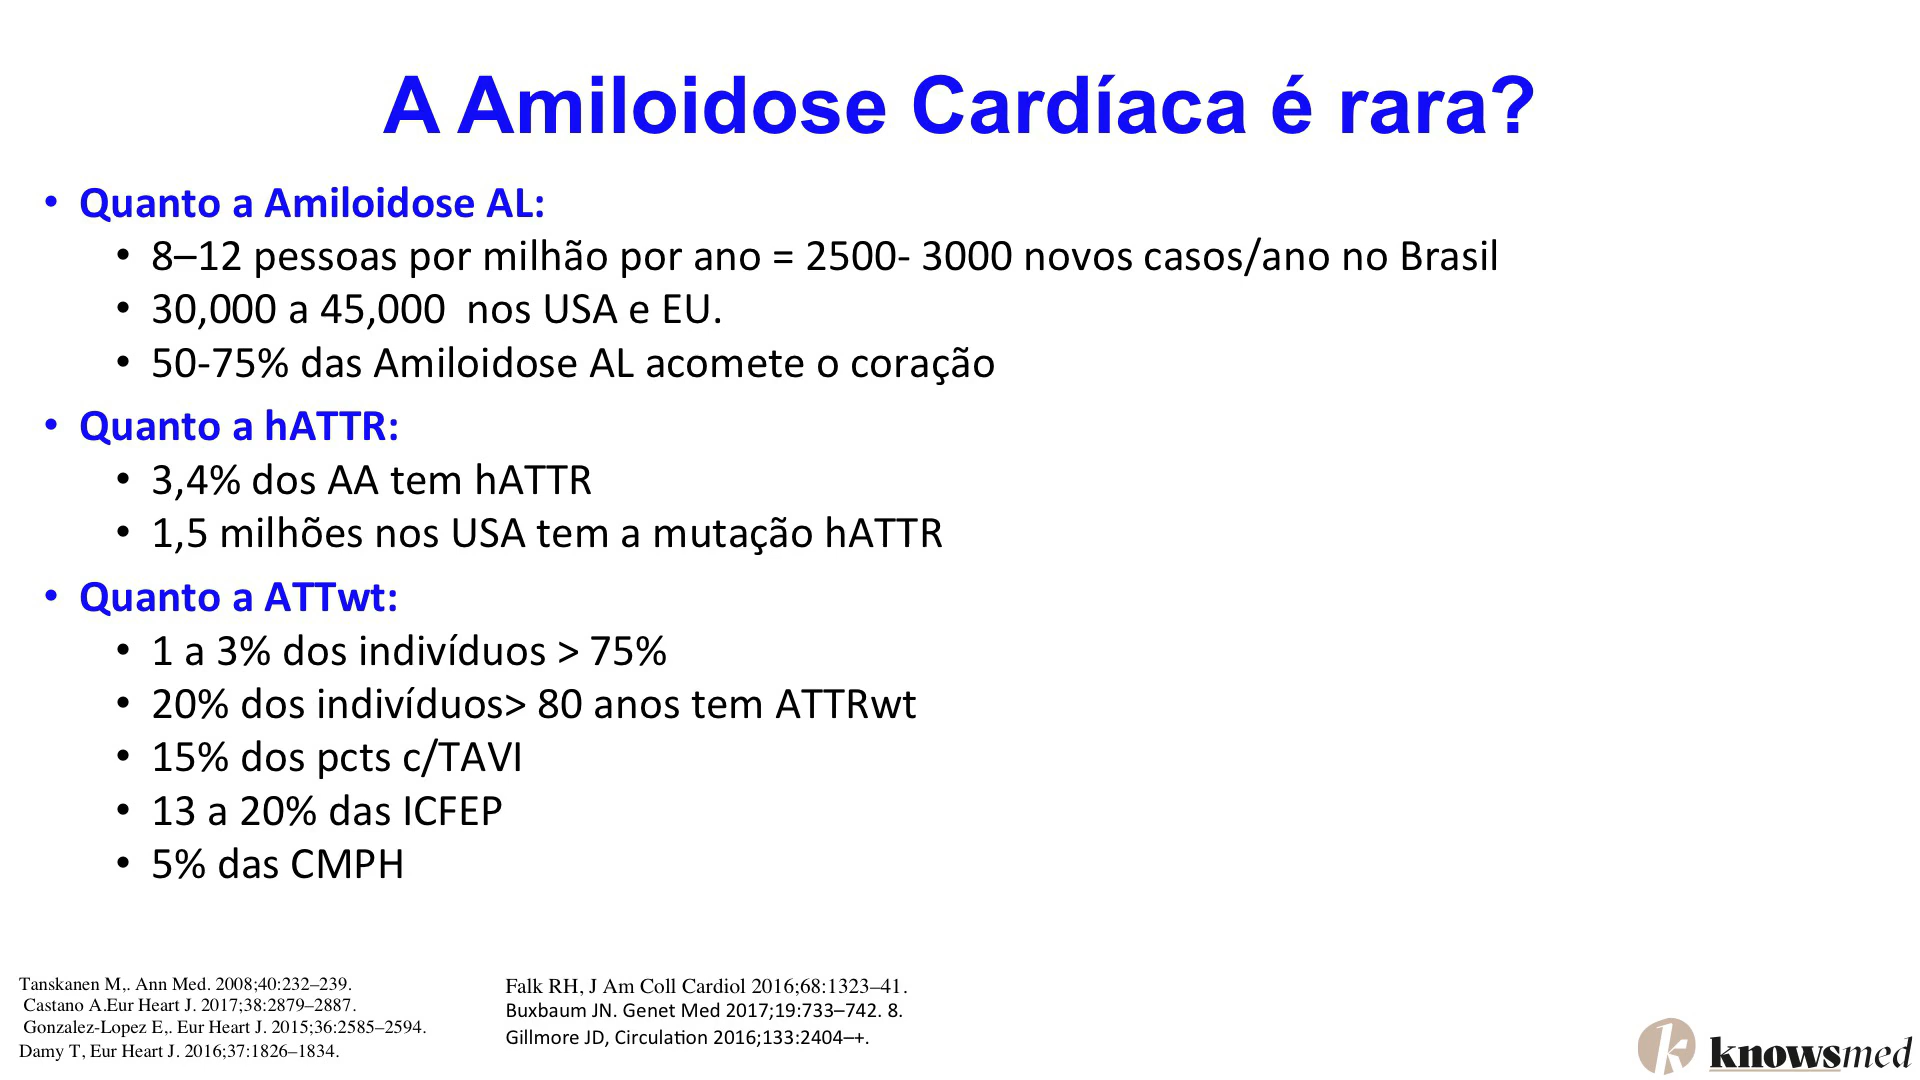 A Amiloidose Cardíaca é rara?
• Quanto a Amiloidose AL:
• 8–12 pessoas por milhão por ano = 2500- 3000 novos casos/ano no Brasil
• 30,000 a 45,000  nos USA e EU.
• 50-75% das Amiloidose AL acomete o coração
• Quanto a hATTR:
• 3,4% dos AA tem hATTR
• 1,5 milhões nos USA tem a mutação hATTR
• Quanto a ATTwt:
• 1 a 3% dos indivíduos > 75%
• 20% dos indivíduos> 80 anos tem ATTRwt
• 15% dos pcts c/TAVI
• 13 a 20% das ICFEP
• 5% das CMPH
Tanskanen M,. Ann Med. 2008;40:232–239.
Castano A.Eur Heart J. 2017;38:2879–2887.
Gonzalez-Lopez E,. Eur Heart J. 2015;36:2585–2594.
Damy T, Eur Heart J. 2016;37:1826–1834.
Falk RH, J Am Coll Cardiol 2016;68:1323–41.
Buxbaum JN. Genet Med 2017;19:733–742. 8.
Gillmore JD, Circulation 2016;133:2404–+.
k knowsmed